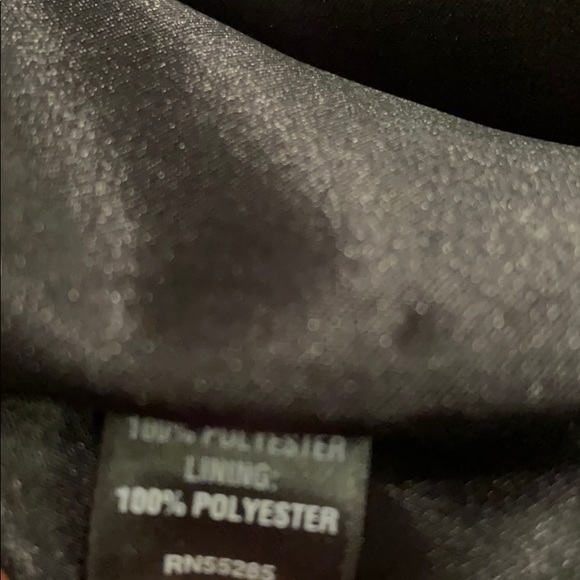 100% POLYESTER
LINING:
100% POLYESTER
RN55285